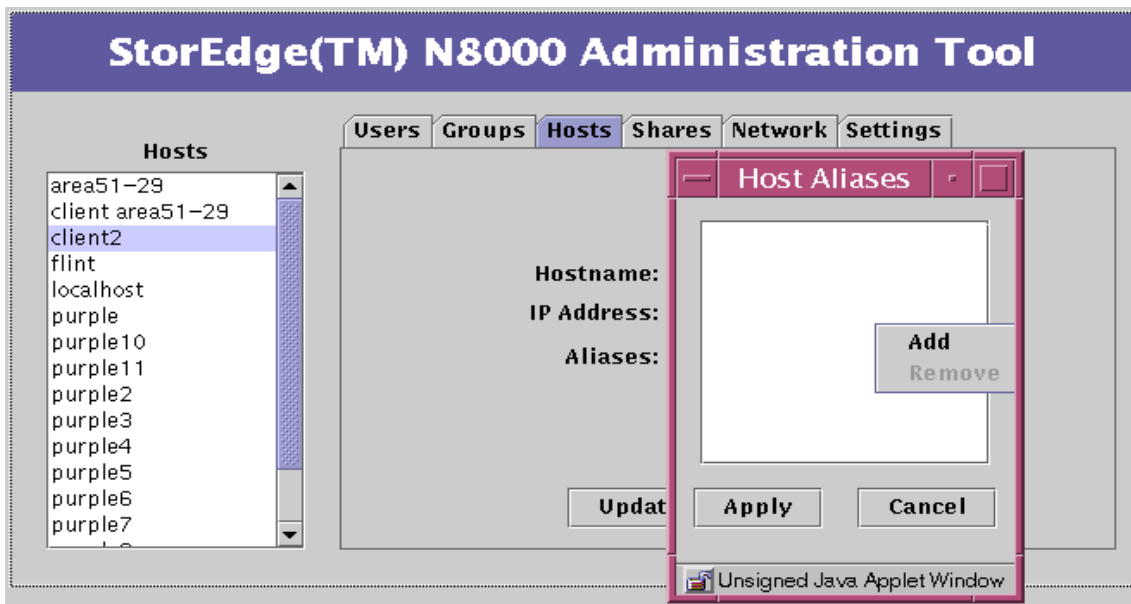 StorEdge(TM) N8000 Administration Tool
Users Groups Hosts Shares Network Settings
Hosts
area51-29
client area51-29
client2
flint
localhost
purple
purple10
purple11
purple2
purple3
purple4
purple5
purple6
purple7
Hostname:
IP Address:
Aliases:
Updat
Host Aliases
Add
Remove
Apply Cancel
Unsigned Java Applet Window